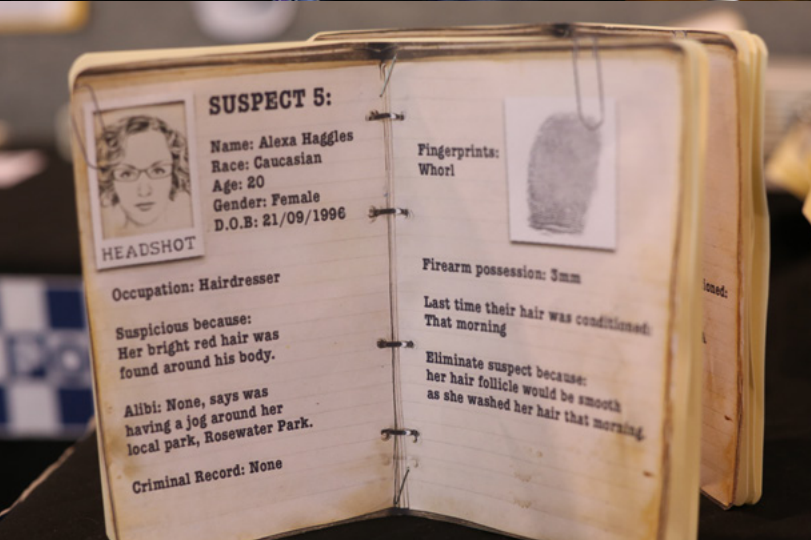 SUSPECT 5:
Name: Alexa Haggles
Race: Caucasian
Age: 20
Gender: Female
D.O.B: 21/09/1996
HEADSHOT
Occupation: Hairdresser
Suspicious because:
Her bright red hair was
found around his body.
Alibi: None, says was
having a jog around her
local park, Rosewater Park.
Criminal Record: None
Fingerprints:
Whorl
Firearm possession: 3mm
Last time their hair was conditioned:
That morning
Eliminate suspect because:
her hair follicle would be smooth
as she washed her hair that morning.
ioned:
PO